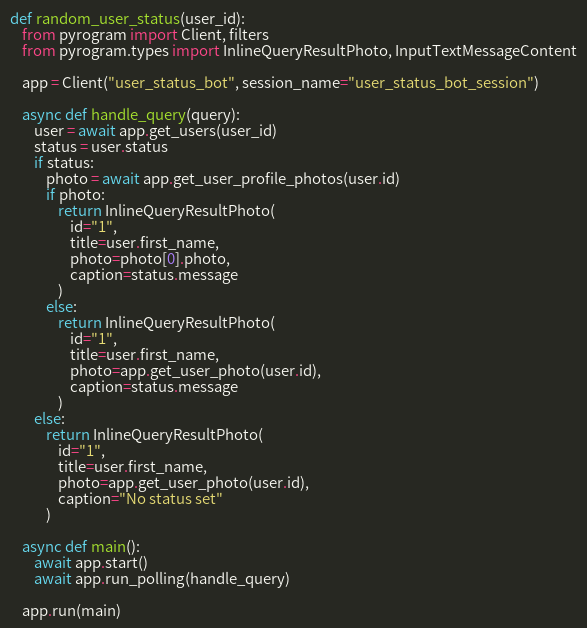 def random_user_status(user_id):
    from pyrogram import Client, filters
    from pyrogram.types import InlineQueryResultPhoto, InputTextMessageContent

    app = Client("user_status_bot", session_name="user_status_bot_session")

    async def handle_query(query):
        user = await app.get_users(user_id)
        status = user.status
        if status:
            photo = await app.get_user_profile_photos(user.id)
            if photo:
                return InlineQueryResultPhoto(
                    id="1",
                    title=user.first_name,
                    photo=photo[0].photo,
                    caption=status.message
                )
            else:
                return InlineQueryResultPhoto(
                    id="1",
                    title=user.first_name,
                    photo=app.get_user_photo(user.id),
                    caption=status.message
                )
        else:
            return InlineQueryResultPhoto(
                id="1",
                title=user.first_name,
                photo=app.get_user_photo(user.id),
                caption="No status set"
            )

    async def main():
        await app.start()
        await app.run_polling(handle_query)

    app.run(main)